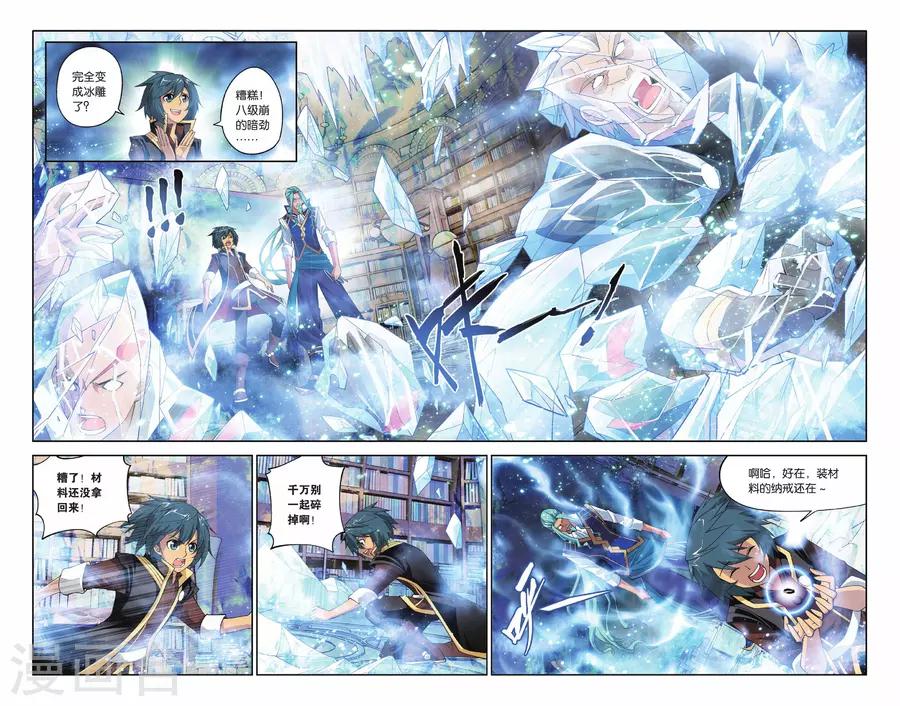 完全变
成冰雕
了？
糟糕！
八级崩
的暗劲
……
!!!
糟了！材
料还没拿
回来！
千万别
一起碎
掉啊！
啊哈，好在，装材
料的纳戒还在～
漫画台